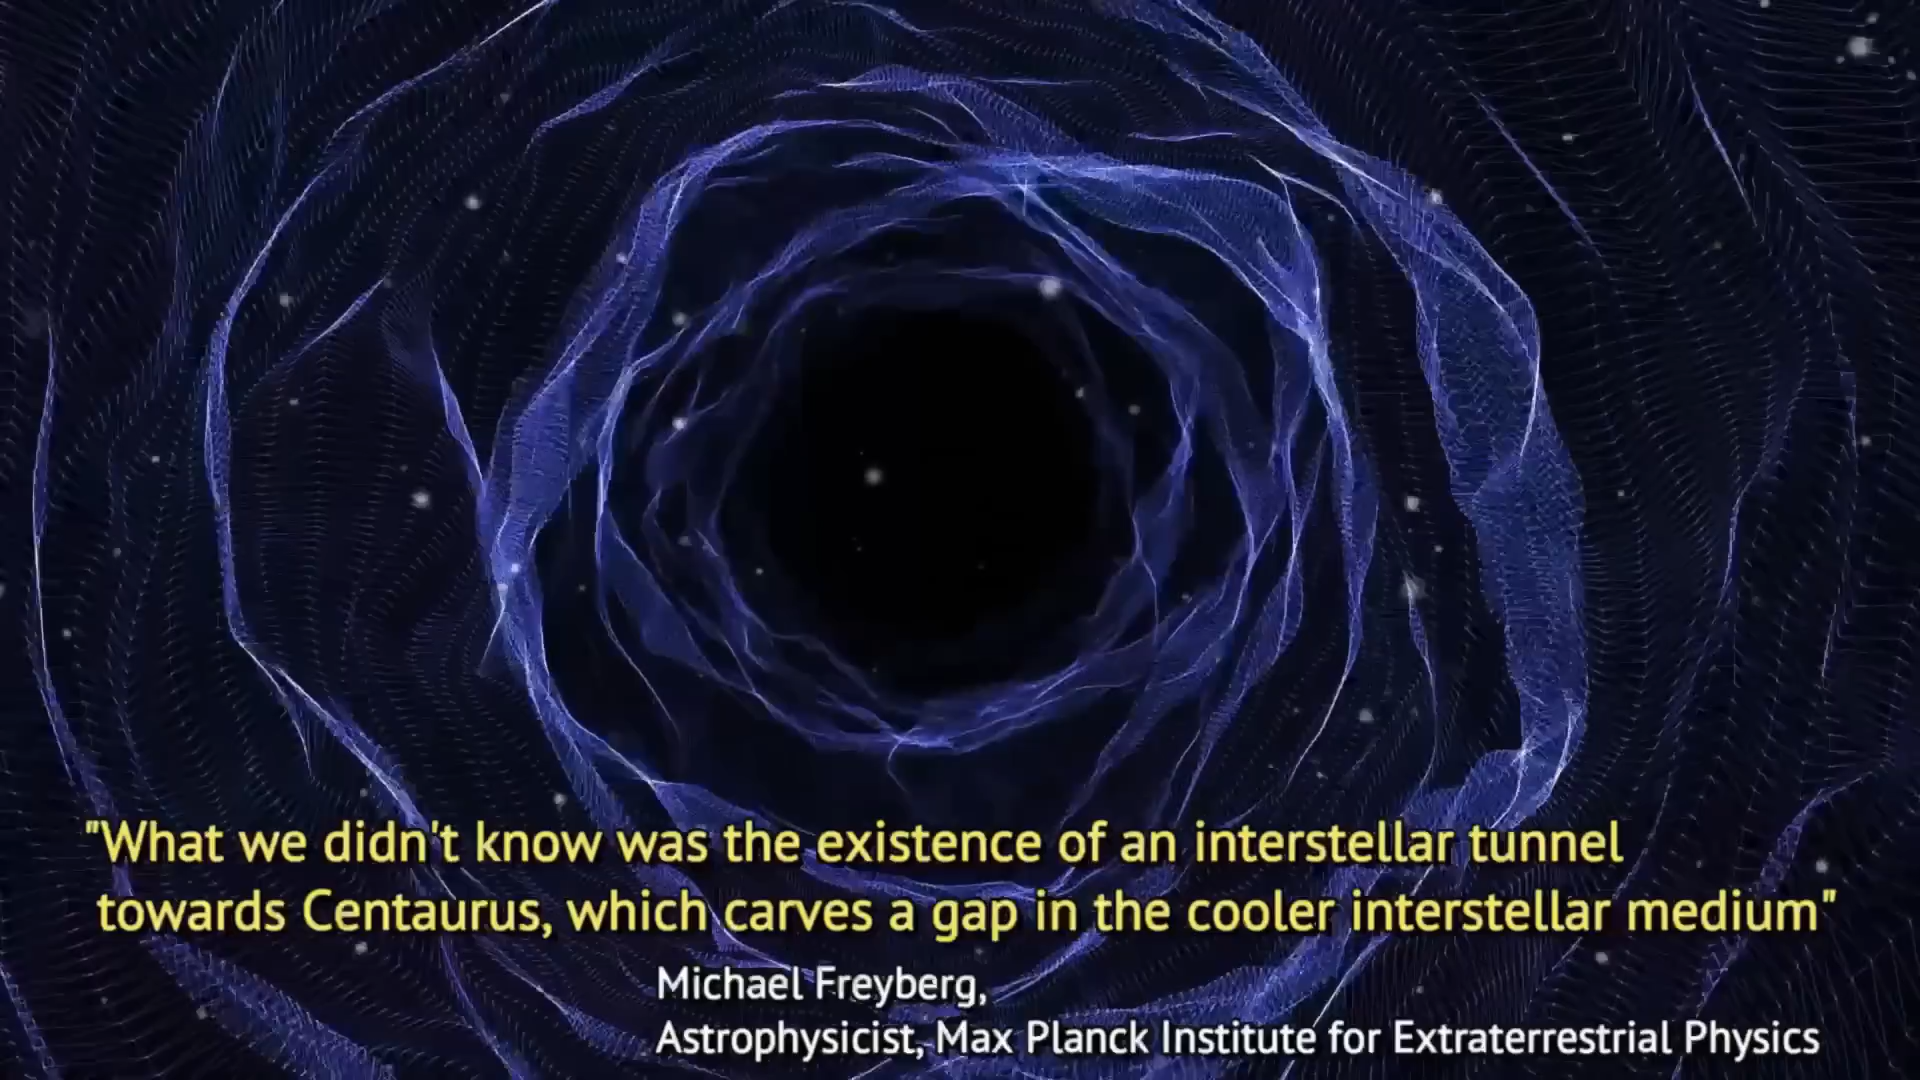 "What we didn't know was the existence of an interstellar tunnel
towards Centaurus, which carves a gap in the cooler interstellar medium"
Michael Freyberg,
Astrophysicist, Max Planck Institute for Extraterrestrial Physics